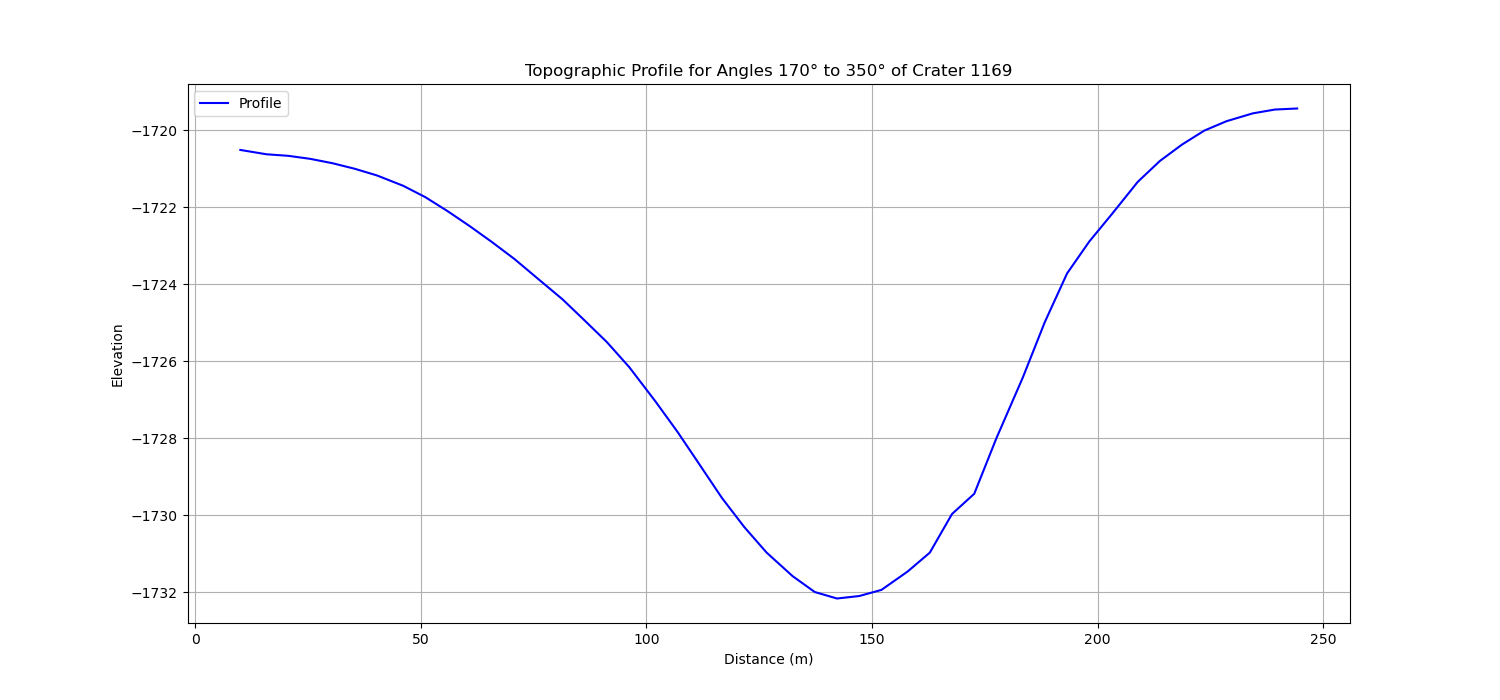 Topographic Profile for Angles 170° to 350° of Crater 1169
Profile
−1720
−1722
−1724
−1726
−1728
−1730
−1732
Elevation
0 50 100 150 200 250
Distance (m)